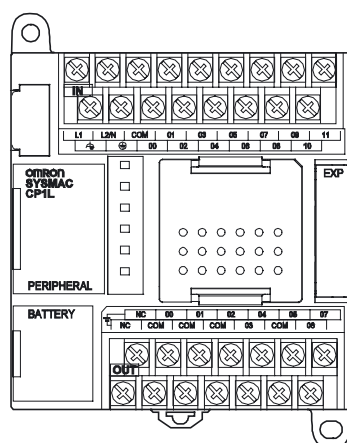 IN
L1 L2/N COM 01 03 05 07 09 11
00 02 04 06 08 10
OMRON
SYSMAC
CP1L
EXP
PERIPHERAL
BATTERY
NC 00 01 02 04 05 07
NC COM COM COM 03 COM 06
OUT